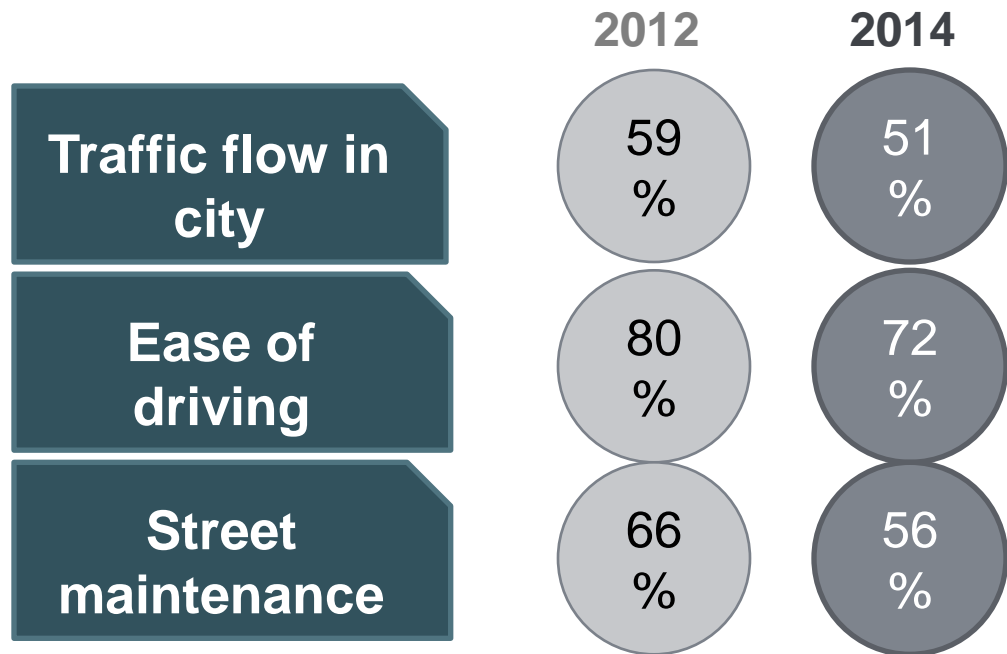 2012 2014
Traffic flow in
city
59
%
51
%
Ease of
driving
80
%
72
%
Street
maintenance
66
%
56
%